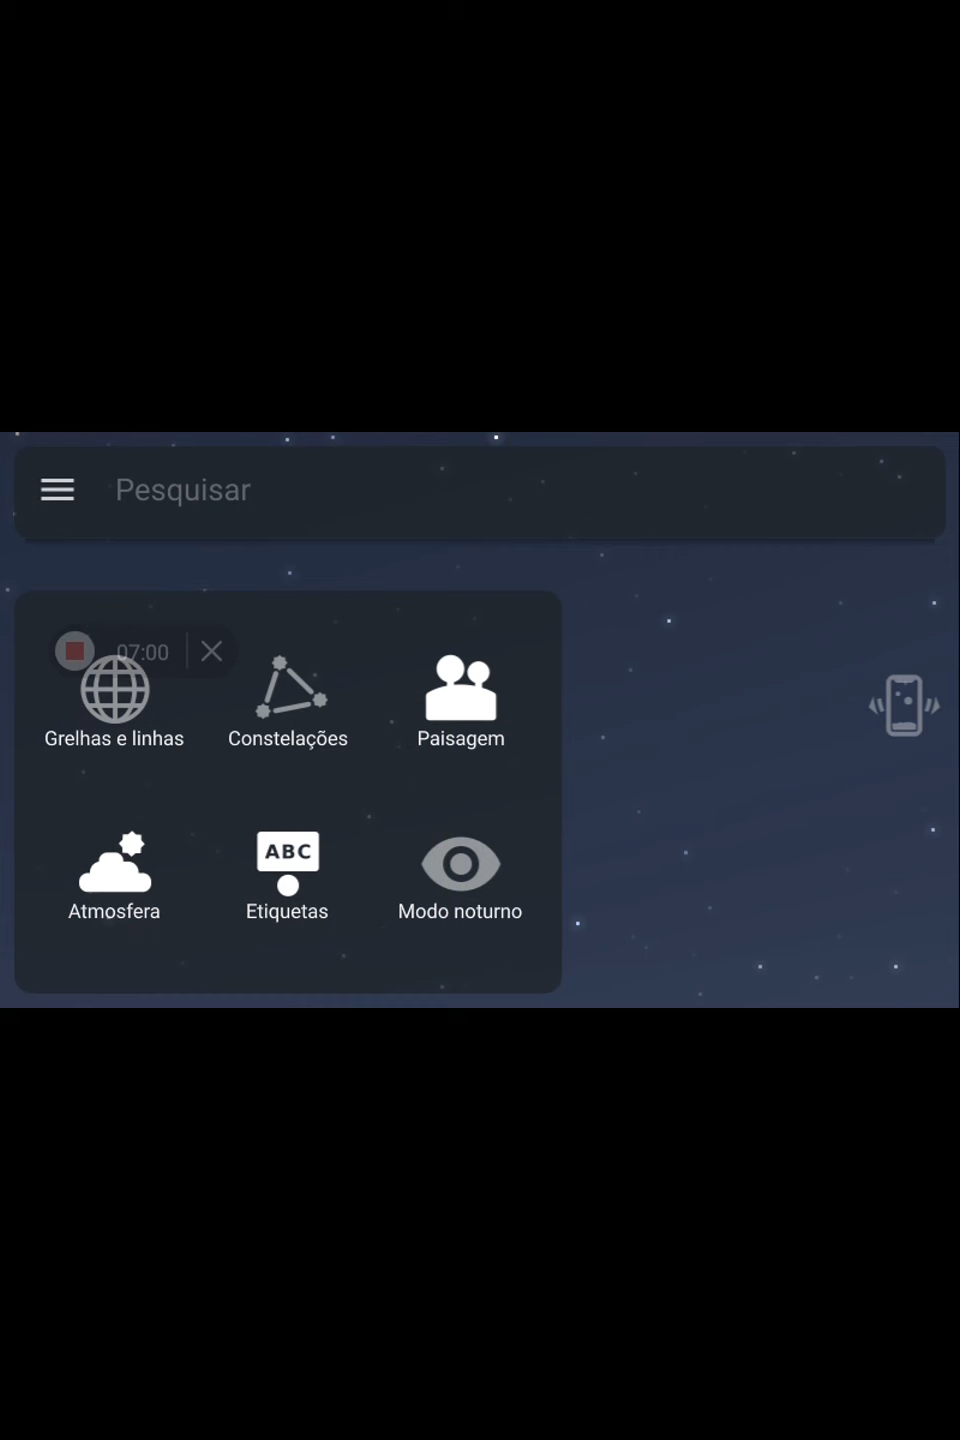 Pesquisar
07:00
Grelhas e linhas
Constelações
Paisagem
ABC
Atmosfera
Etiquetas
Modo noturno